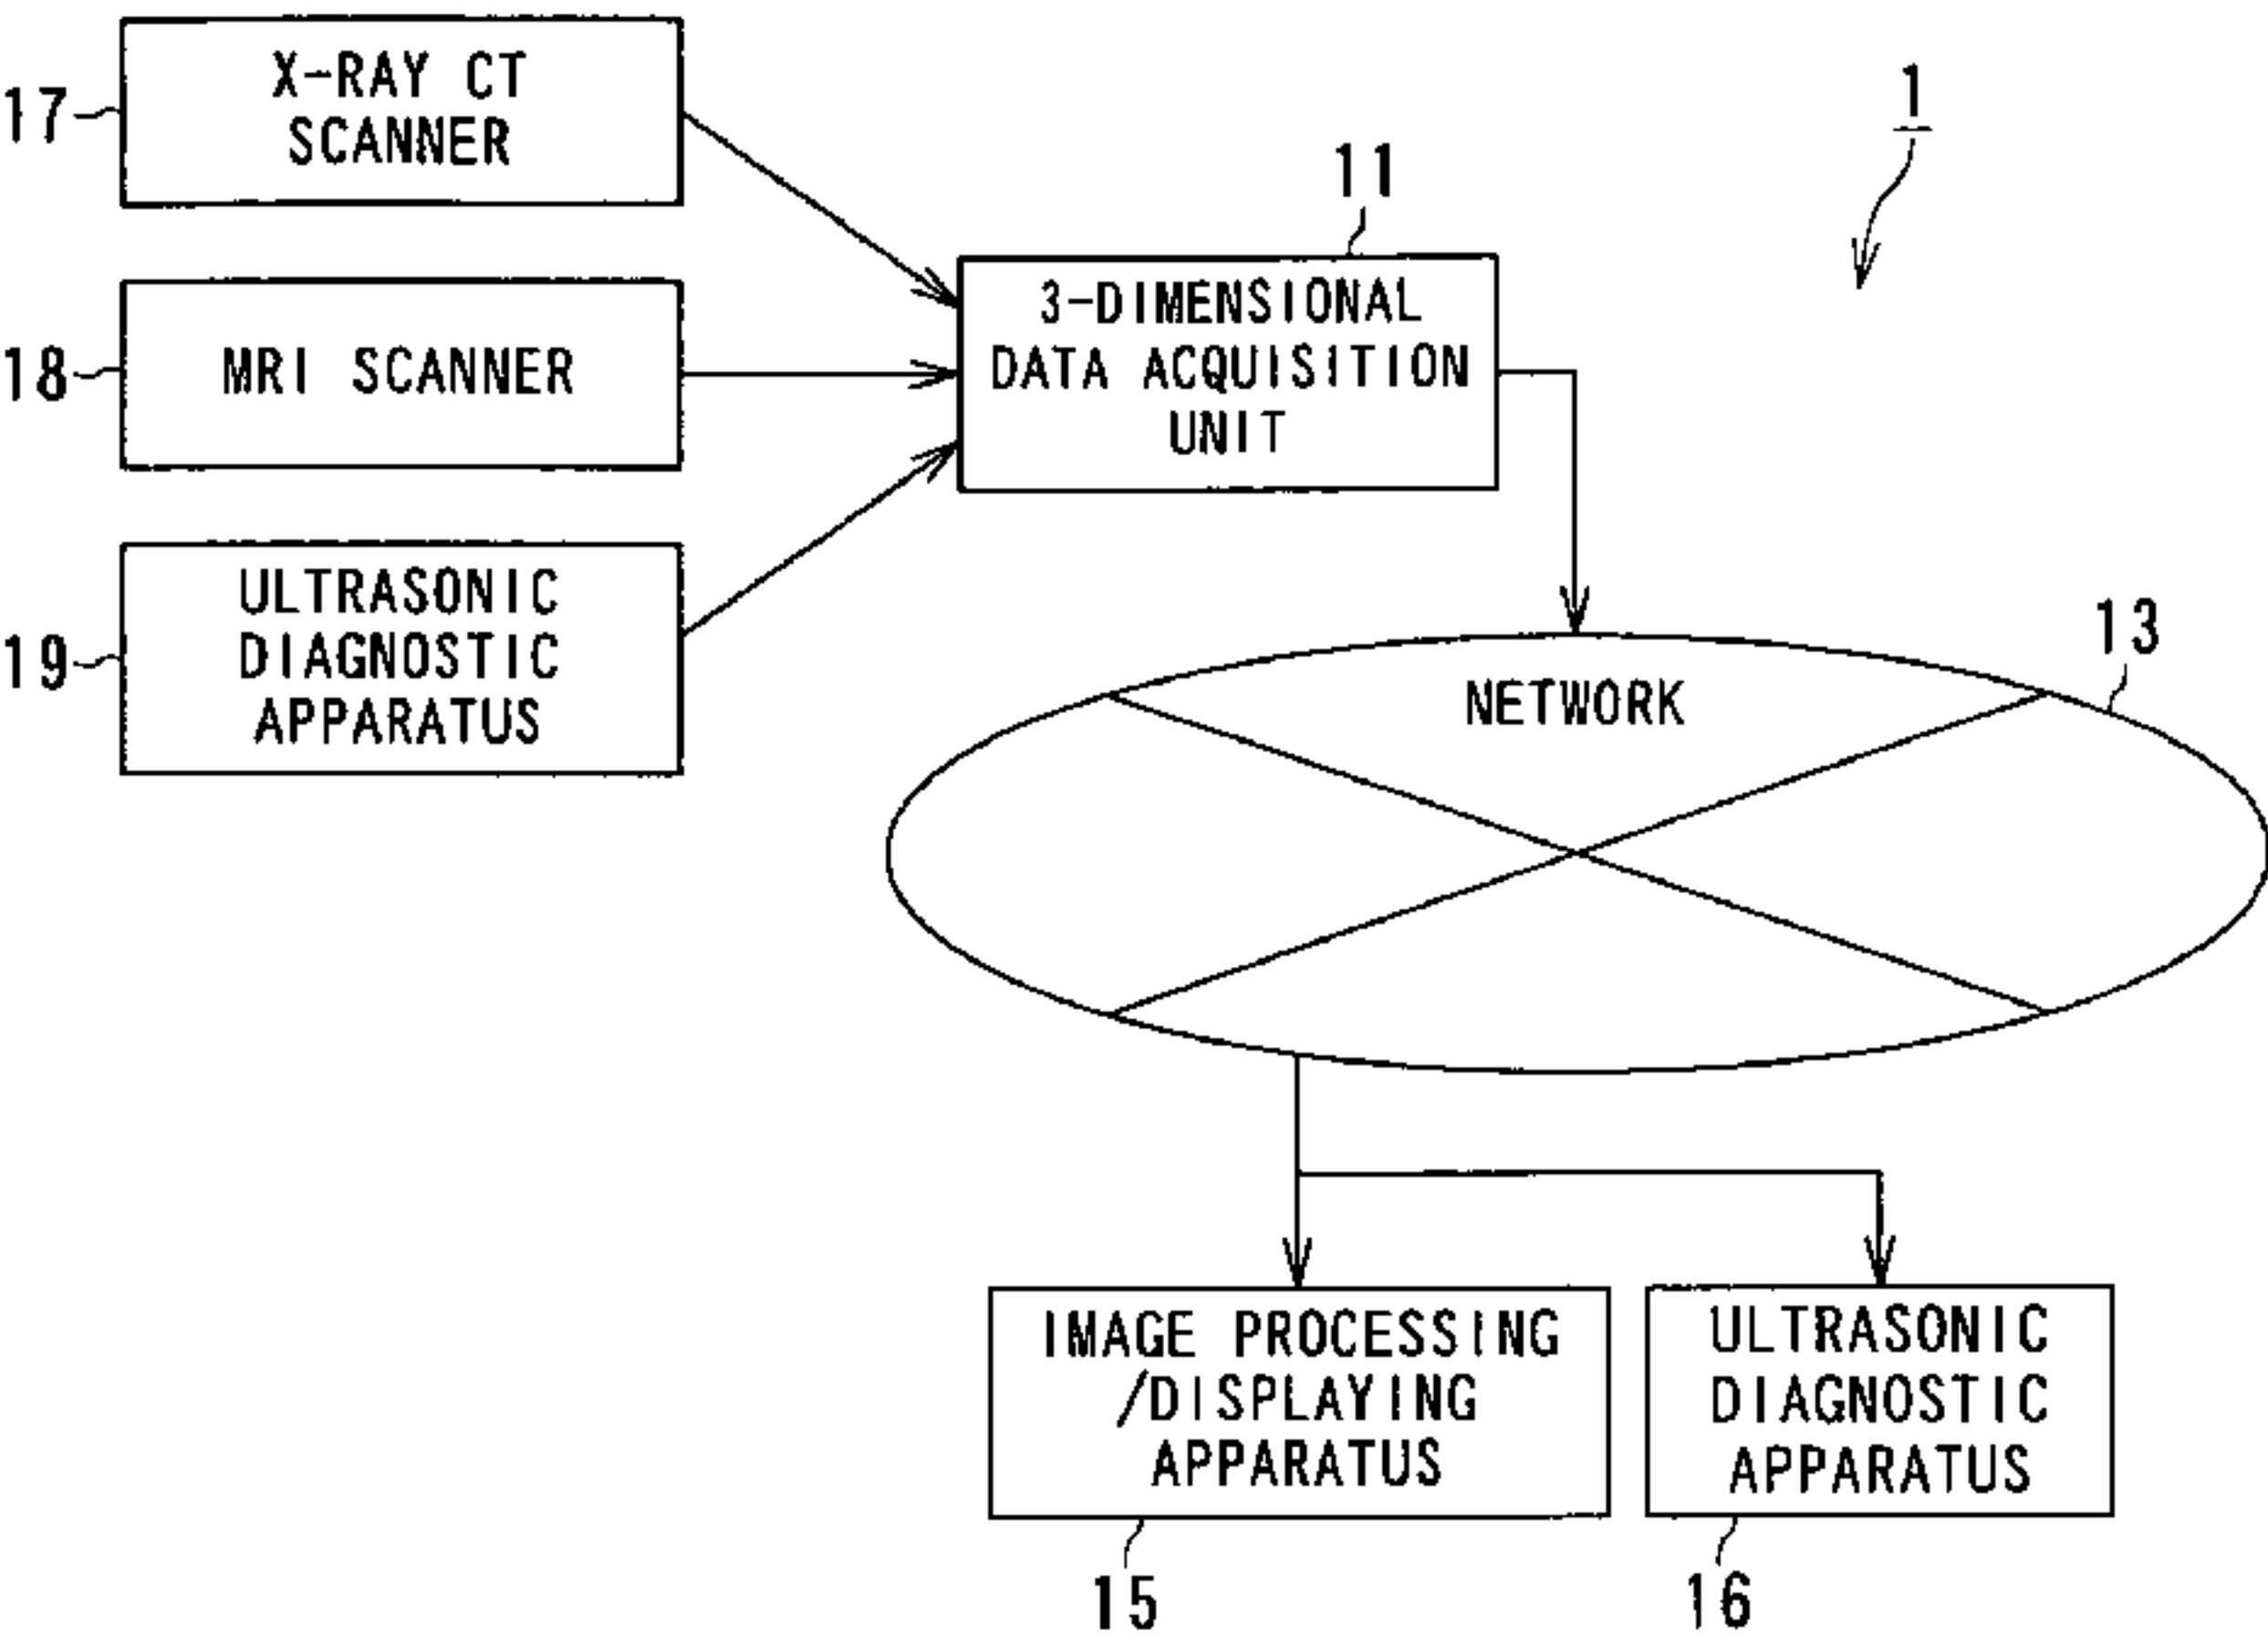 X-RAY CT
SCANNER
17
1
11
3-DIMENSIONAL
DATA ACQUISITION
UNIT
18
MRI SCANNER
19
ULTRASONIC
DIAGNOSTIC
APPARATUS
13
NETWORK
IMAGE PROCESSING
/DISPLAYING
APPARATUS
15
ULTRASONIC
DIAGNOSTIC
APPARATUS
16